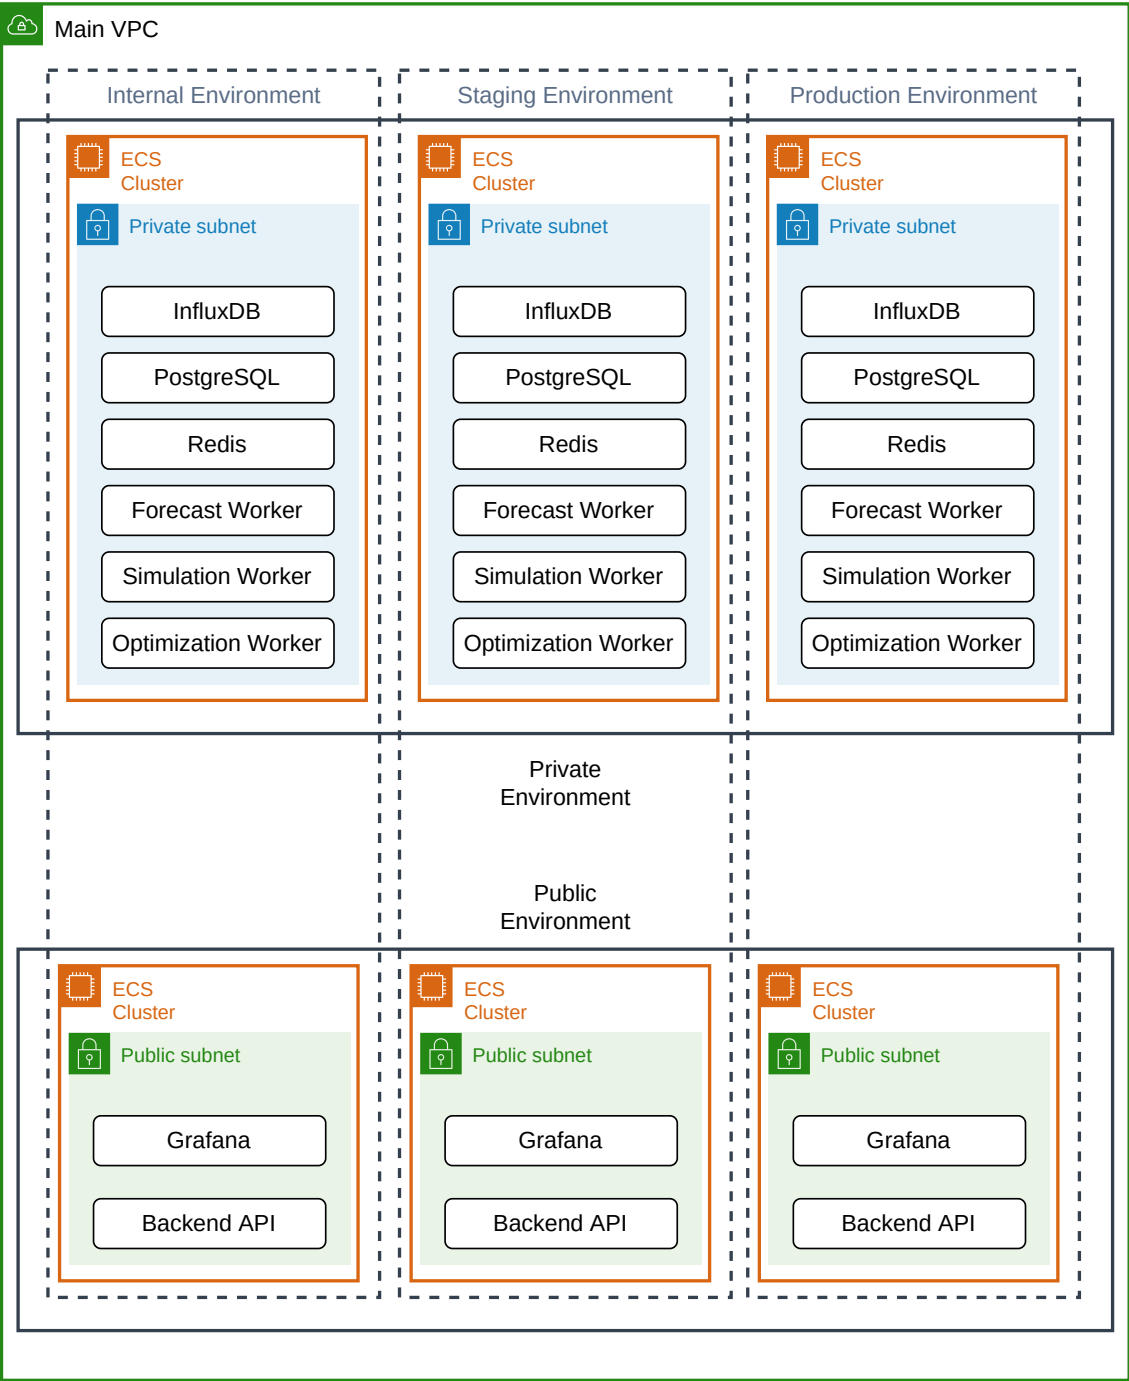 Main VPC
Internal Environment
Staging Environment
Production Environment
ECS
Cluster
Private subnet
InfluxDB
PostgreSQL
Redis
Forecast Worker
Simulation Worker
Optimization Worker
ECS
Cluster
Private subnet
InfluxDB
PostgreSQL
Redis
Forecast Worker
Simulation Worker
Optimization Worker
ECS
Cluster
Private subnet
InfluxDB
PostgreSQL
Redis
Forecast Worker
Simulation Worker
Optimization Worker
Private
Environment
Public
Environment
ECS
Cluster
Public subnet
Grafana
Backend API
ECS
Cluster
Public subnet
Grafana
Backend API
ECS
Cluster
Public subnet
Grafana
Backend API